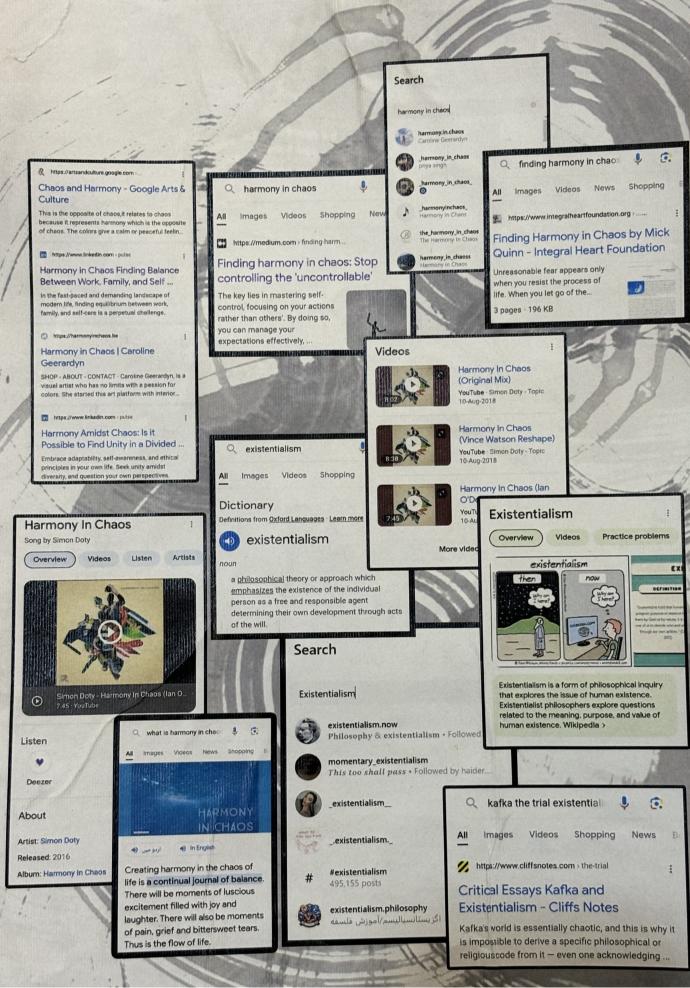 https://artsandculture.google.com
Chaos and Harmony - Google Arts &
Culture
This is the opposite of chaos,it relates to chaos
because it represents harmony which is the opposite
of chaos. The colors give a calm or peaceful feelin...
https://www.linkedin.com › pulse
Harmony in Chaos Finding Balance
Between Work, Family, and Self ...
In the fast-paced and demanding landscape of
modern life, finding equilibrium between work,
family, and self-care is a perpetual challenge.
https://harmonyinchaos.be
Harmony in Chaos | Caroline
Geerardyn
SHOP · ABOUT · CONTACT · Caroline Geerardyn, is a
visual artist who has no limits with a passion for
colors. She started this art platform with interior...
https://www.linkedin.com › pulse
Harmony Amidst Chaos: Is it
Possible to Find Unity in a Divided ...
Embrace adaptability, self-awareness, and ethical
principles in your own life. Seek unity amidst
diversity, and question your own perspectives
harmony in chaos
All Images Videos Shopping New
https://medium.com › finding-harm...
Finding harmony in chaos: Stop
controlling the 'uncontrollable'
The key lies in mastering self-
control, focusing on your actions
rather than others'. By doing so,
you can manage your
expectations effectively, ...
Search
harmony in chaos
harmony.in.chaos
Caroline Geerardyn
_harmony_in_chaos
priya singh
_harmony_in_chaos_
_harmonyinchaos_
Harmony in Chaos
the_harmony_in_chaos
The Harmony In Chaos
harmony_in_chaoss
Harmony in Chaos
finding harmony in chao
All Images Videos News Shopping
https://www.integralheartfoundation.org › ......
Finding Harmony in Chaos by Mick
Quinn - Integral Heart Foundation
Unreasonable fear appears only
when you resist the process of
life. When you let go of the...
3 pages · 196 KB
Videos
8:02
Harmony In Chaos
(Original Mix)
YouTube · Simon Doty - Topic
10-Aug-2018
8:38
Harmony In Chaos
(Vince Watson Reshape)
YouTube · Simon Doty - Topic
10-Aug-2018
7:45
Harmony In Chaos (Ian
O'D
YouT
10-Au
More videc
existentialism
All Images Videos Shopping
Dictionary
Definitions from Oxford Languages · Learn more
existentialism
noun
a philosophical theory or approach which
emphasizes the existence of the individual
person as a free and responsible agent
determining their own development through acts
of the will.
Existentialism
Overview Videos Practice problems
existentialism
then
now
Why am I here?
Why am I here?
EXI
DEFINITION
Existentialism is a form of philosophical inquiry
that explores the issue of human existence.
Existentialist philosophers explore questions
related to the meaning, purpose, and value of
human existence. Wikipedia ›
Harmony In Chaos
Song by Simon Doty
Overview Videos Listen Artists
Simon Doty - Harmony In Chaos (Ian O...
7:45 · YouTube
Listen
Deezer
About
Artist: Simon Doty
Released: 2016
Album: Harmony In Chaos
what is harmony in chao
All Images Videos News Shopping B
HARMONY
IN CHAOS
اردو میں
In English
Creating harmony in the chaos of
life is a continual journal of balance.
There will be moments of luscious
excitement filled with joy and
laughter. There will also be moments
of pain, grief and bittersweet tears.
Thus is the flow of life.
Search
Existentialism
existentialism.now
Philosophy & existentialism • Followed
momentary_existentialism
This too shall pass • Followed by haider...
_existentialism_
_.existentialism._
# #existentialism
495,155 posts
existentialism.philosophy
اگزیستانسیالیسم/آموزش فلسفه
kafka the trial existential
All Images Videos Shopping News B
https://www.cliffsnotes.com › the-trial
Critical Essays Kafka and
Existentialism - Cliffs Notes
Kafka's world is essentially chaotic, and this is why it
is impossible to derive a specific philosophical or
religiouscode from it — even one acknowledging ...